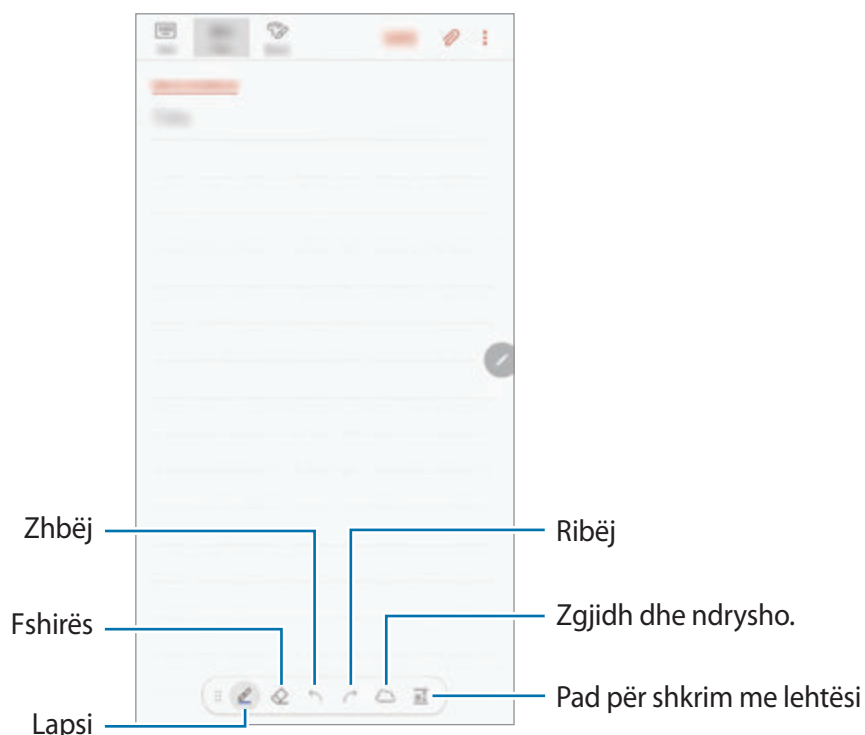 Zhbëj
Ribëj
Fshirës
Zgjidh dhe ndrysho.
Pad për shkrim me lehtësi
Lapsi